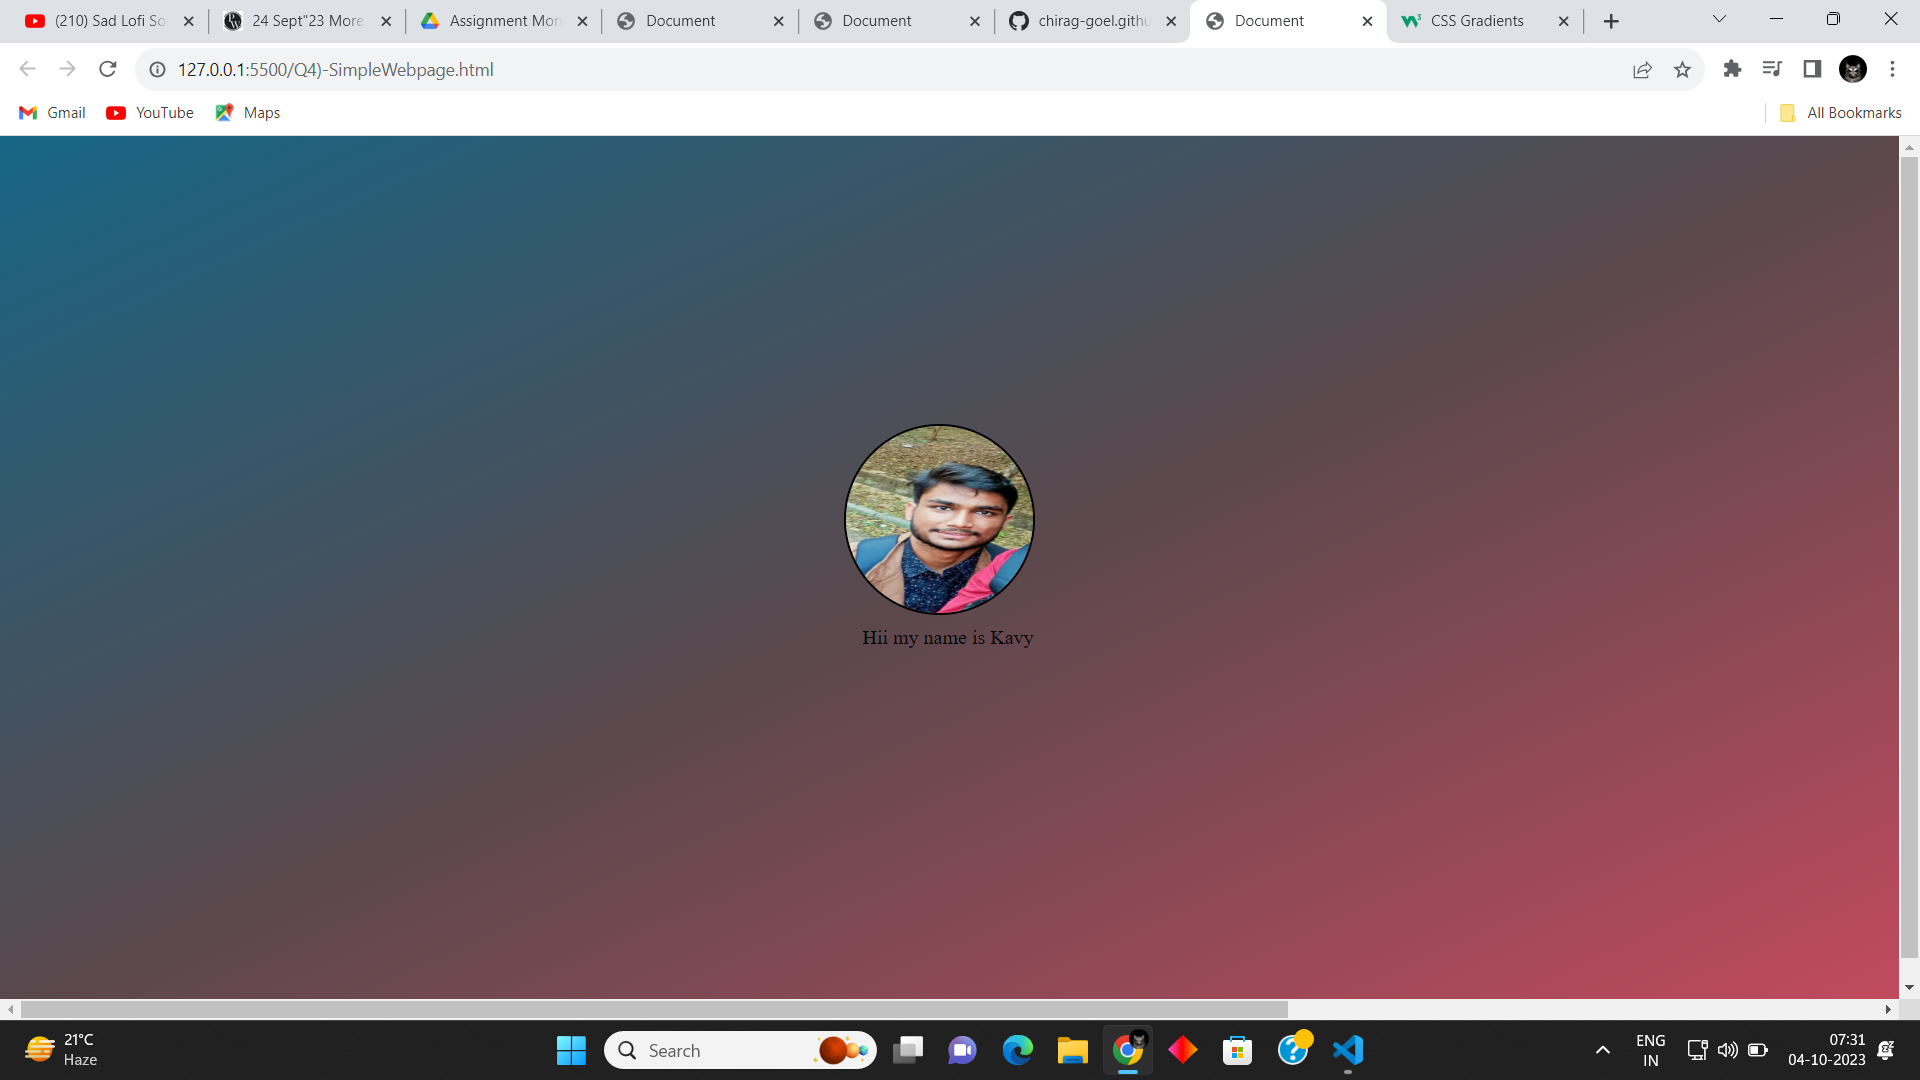 (210) Sad Lofi So
24 Sept"23 More
Assignment Mor
Document
Document
chirag-goel.githu
Document
CSS Gradients
127.0.0.1:5500/Q4)-SimpleWebpage.html
Gmail
YouTube
Maps
All Bookmarks
Hii my name is Kavy
21°C
Haze
Search
ENG
IN
07:31
04-10-2023